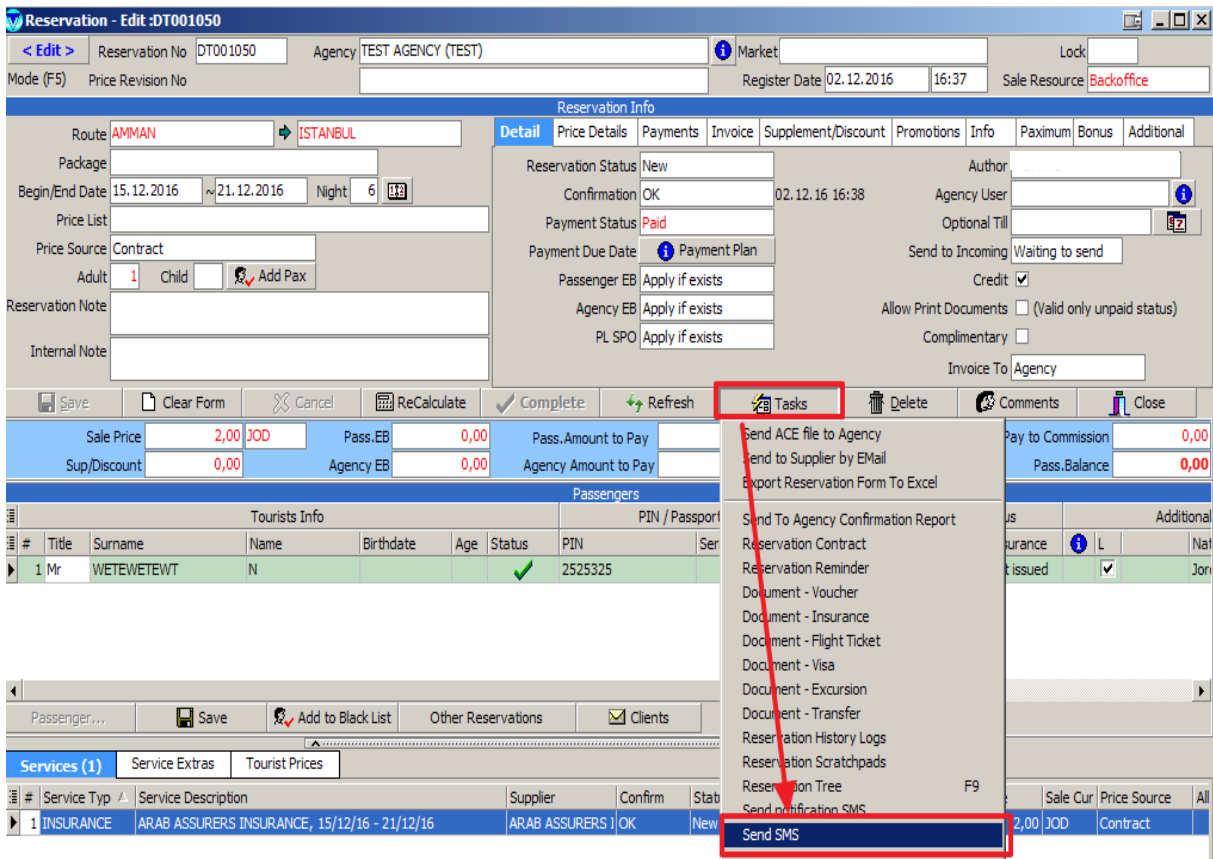 Reservation - Edit :DT001050
< Edit > Reservation No DT001050 Agency TEST AGENCY (TEST) Market Lock
Mode (F5) Price Revision No Register Date 02.12.2016 16:37 Sale Resource Backoffice
Reservation Info
Route AMMAN ISTANBUL
Package
Begin/End Date 15.12.2016 ~ 21.12.2016 Night 6
Price List
Price Source Contract
Adult 1 Child Add Pax
Reservation Note
Internal Note
Detail Price Details Payments Invoice Supplement/Discount Promotions Info Paximum Bonus Additional
Reservation Status New Author
Confirmation OK 02.12.16 16:38 Agency User
Payment Status Paid Optional Till
Payment Due Date Payment Plan Send to Incoming Waiting to send
Passenger EB Apply if exists Credit
Agency EB Apply if exists Allow Print Documents (Valid only unpaid status)
PL SPO Apply if exists Complimentary
Invoice To Agency
Save Clear Form Cancel ReCalculate Complete Refresh Tasks Delete Comments Close
Sale Price 2,00 JOD Pass.EB 0,00 Pass.Amount to Pay Pay to Commission 0,00
Sup/Discount 0,00 Agency EB 0,00 Agency Amount to Pay Pass.Balance 0,00
Send ACE file to Agency
Send to Supplier by EMail
Export Reservation Form To Excel
Send To Agency Confirmation Report
Reservation Contract
Reservation Reminder
Document - Voucher
Document - Insurance
Document - Flight Ticket
Document - Visa
Document - Excursion
Document - Transfer
Reservation History Logs
Reservation Scratchpads
Reservation Tree F9
Send notification SMS
Send SMS
Passengers
Tourists Info PIN / Passport Additional
# Title Surname Name Birthdate Age Status PIN L
1 Mr WETEWETEWT N 2525325 issued
Passenger... Save Add to Black List Other Reservations Clients
Services (1) Service Extras Tourist Prices
# Service Typ Service Description Supplier Confirm Sale Cur Price Source All
1 INSURANCE ARAB ASSURERS INSURANCE, 15/12/16 - 21/12/16 ARAB ASSURERS I OK New 2,00 JOD Contract